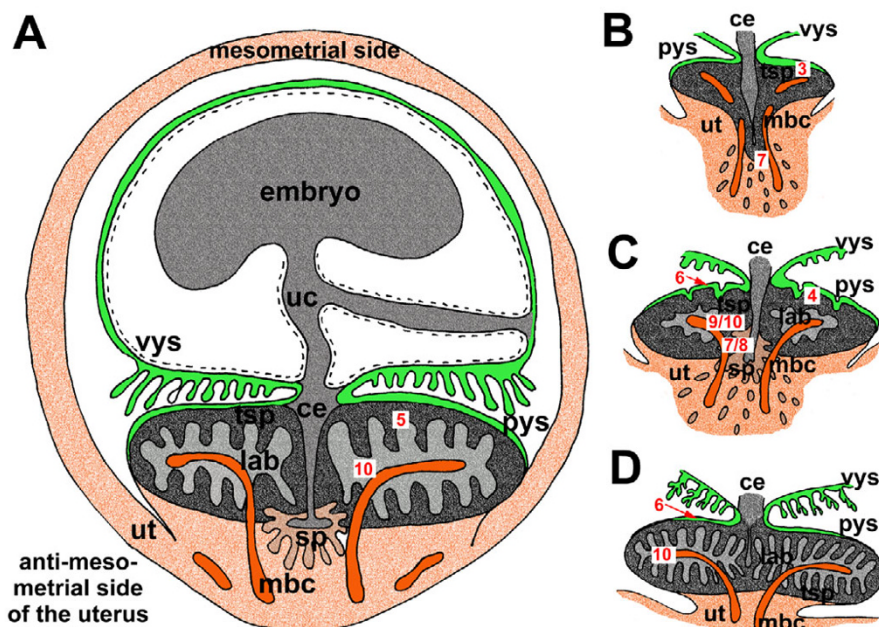 A
mesometrial side
embryo
uc
vys
ce
tsp
5
pys
lab
10
ut
sp
mbc
anti-meso-
metrial side
of the uterus
B
ce
vys
pys
tsp
3
ut
mbc
7
C
ce
vys
6
pys
tsp
4
9/10
lab
7/8
ut
sp
mbc
D
ce
vys
6
pys
10
lab
tsp
ut
mbc